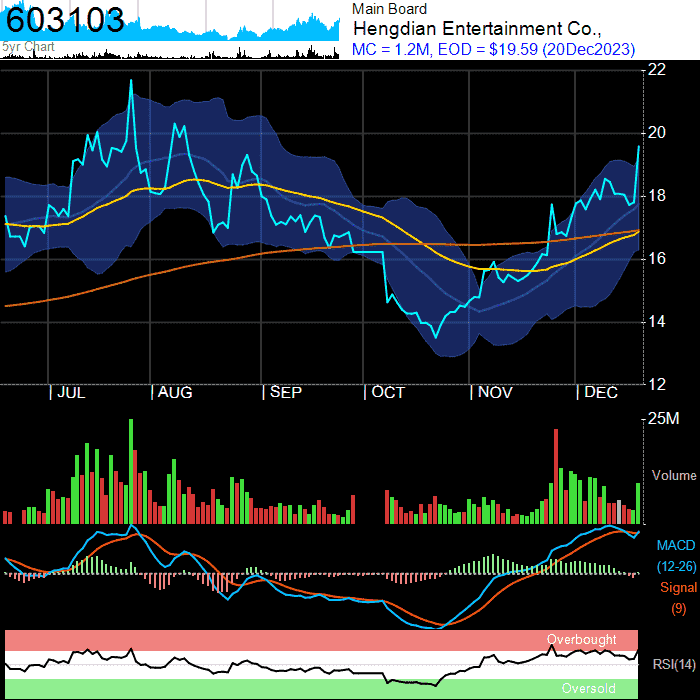 603103
5yr Chart
Main Board
Hengdian Entertainment Co.,
MC = 1.2M, EOD = $19.59 (20Dec2023)
22
20
18
16
14
12
| JUL
| AUG
| SEP
| OCT
| NOV
| DEC
25M
Volume
MACD
(12-26)
Signal
(9)
Overbought
RSI(14)
Oversold